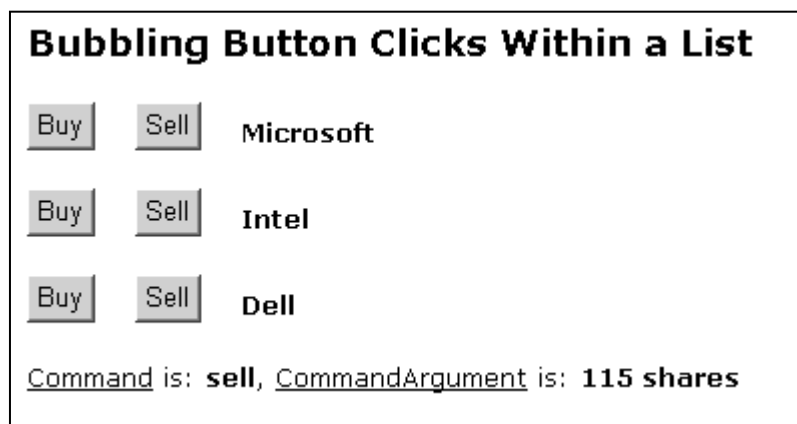 Bubbling Button Clicks Within a List
Buy Sell Microsoft
Buy Sell Intel
Buy Sell Dell
Command is: sell, CommandArgument is: 115 shares